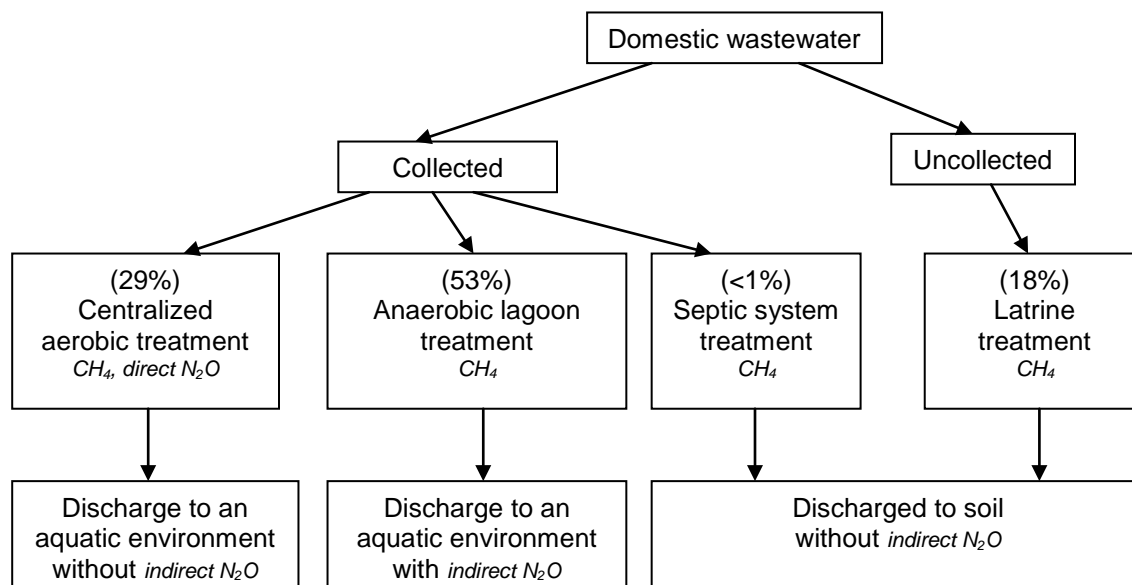 Domestic wastewater
Collected
Uncollected
(29%)
Centralized
aerobic treatment
CH₄, direct N₂O
(53%)
Anaerobic lagoon
treatment
CH₄
(<1%)
Septic system
treatment
CH₄
(18%)
Latrine
treatment
CH₄
Discharge to an
aquatic environment
without indirect N₂O
Discharge to an
aquatic environment
with indirect N₂O
Discharged to soil
without indirect N₂O